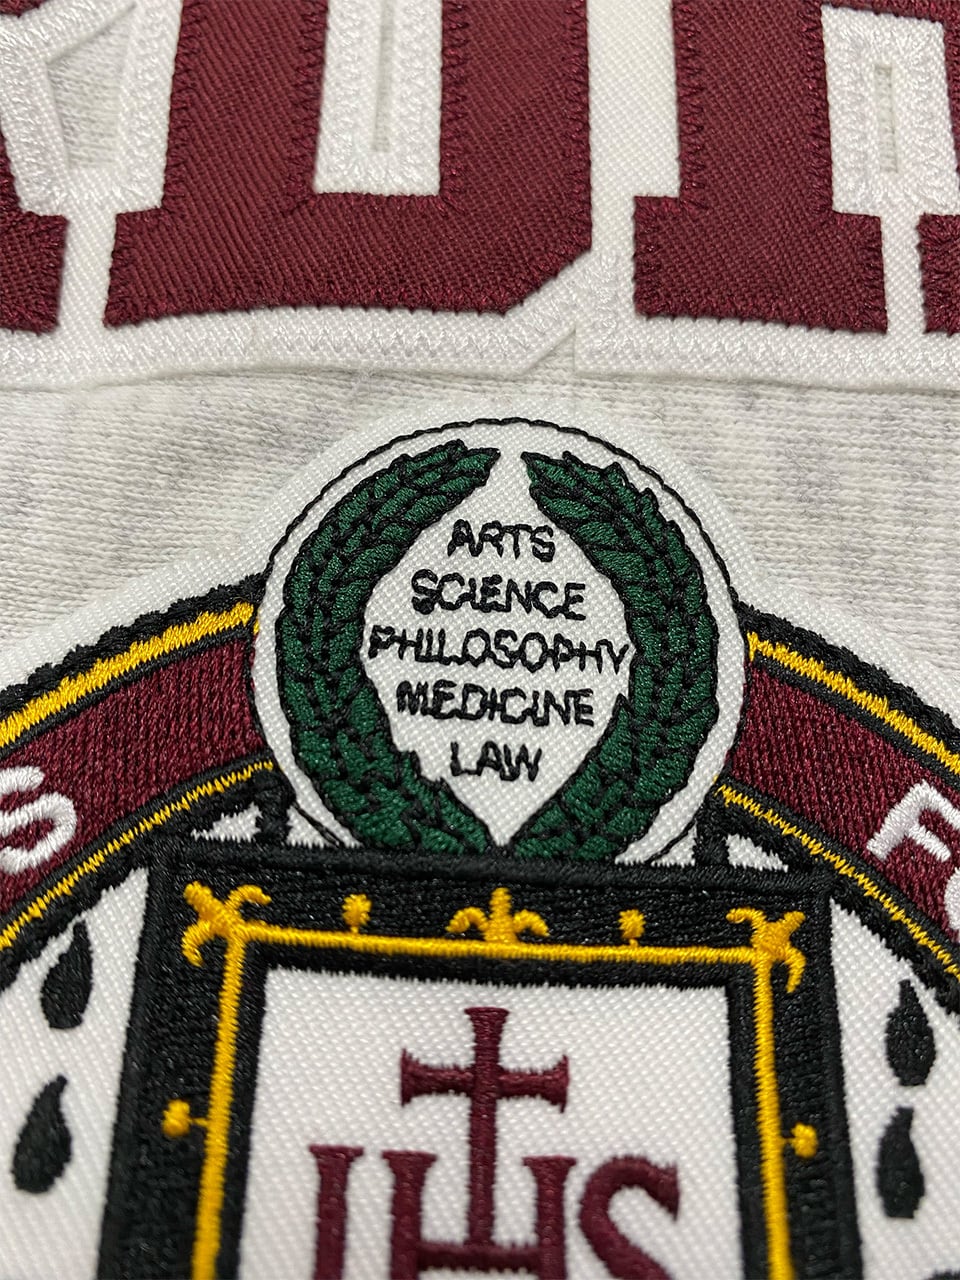 ARTS
SCIENCE
PHILOSOPHY
MEDICINE
LAW
S F
IHS